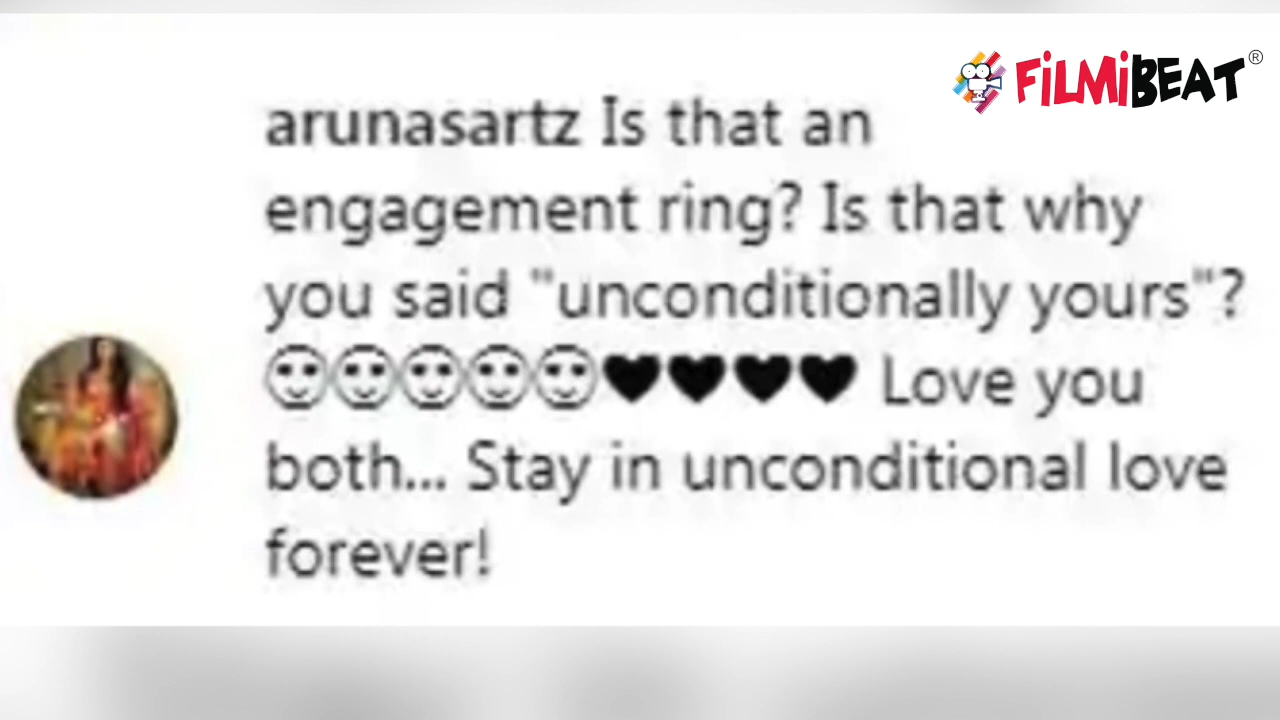 FiLMiBEAT®
arunasartz Is that an
engagement ring? Is that why
you said "unconditionally yours"?
☺☺☺☺☺♥♥♥♥ Love you
both... Stay in unconditional love
forever!